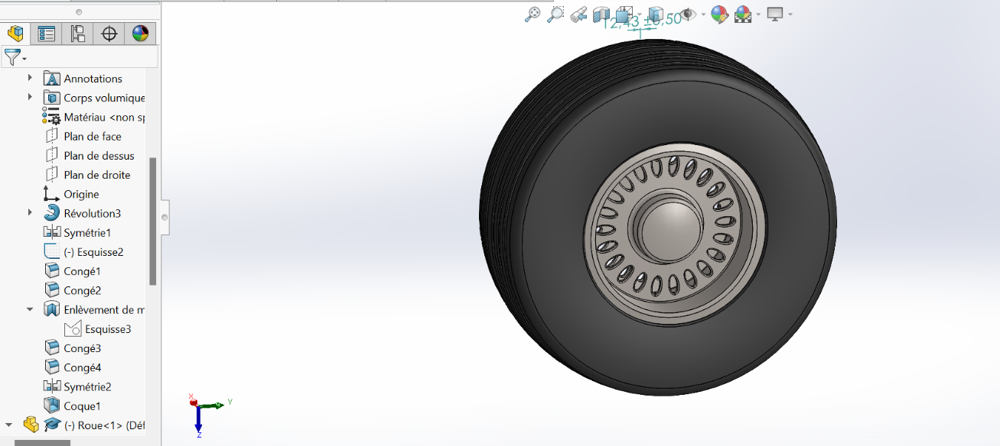 12,43 ±0,50
Annotations
Corps volumique
Matériau <non sp
Plan de face
Plan de dessus
Plan de droite
Origine
Révolution3
Symétrie1
(-) Esquisse2
Congé1
Congé2
Enlèvement de m
Esquisse3
Congé3
Congé4
Symétrie2
Coque1
(-) Roue<1> (Déf
X
Y
Z